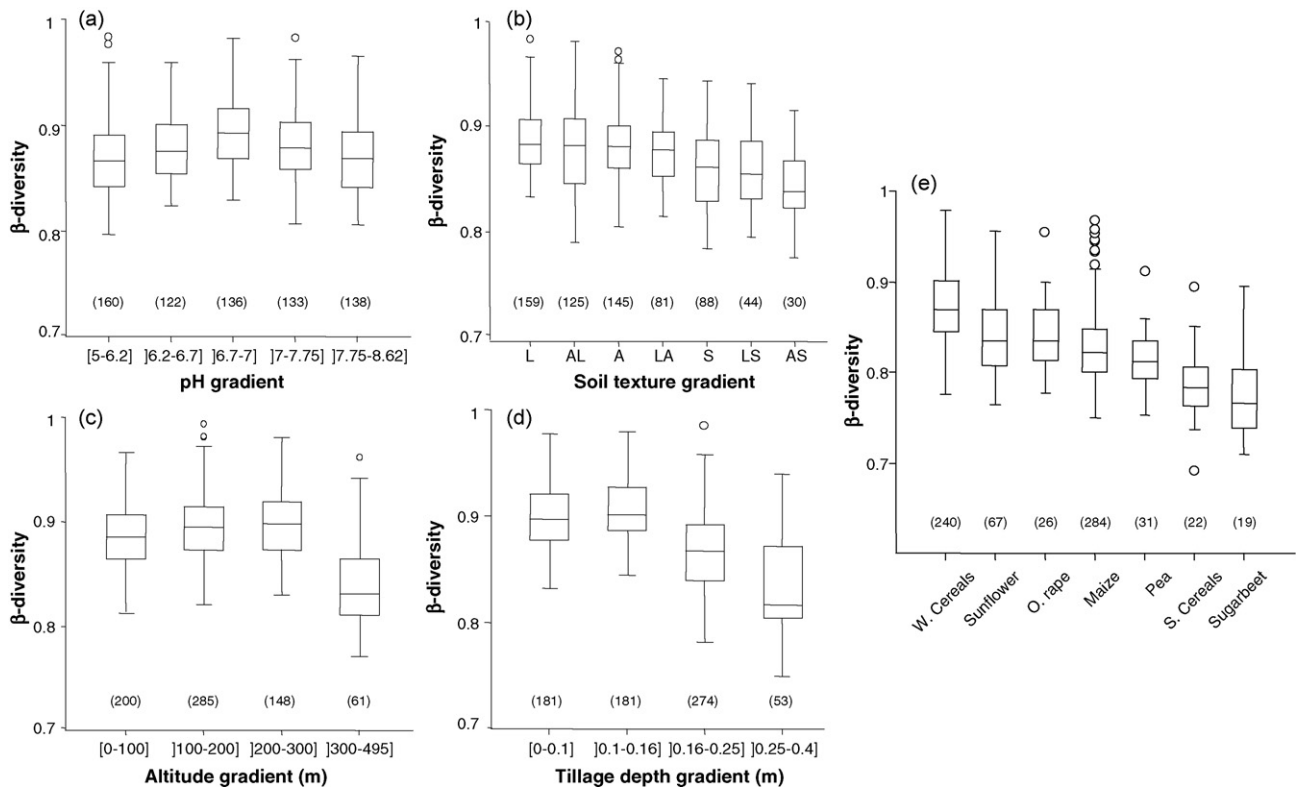 (a)
1
0.9
0.8
0.7
β-diversity
(160) (122) (136) (133) (138)
[5-6.2] ]6.2-6.7] ]6.7-7] ]7-7.75] ]7.75-8.62]
pH gradient
(b)
1
0.9
0.8
0.7
β-diversity
(159) (125) (145) (81) (88) (44) (30)
L AL A LA S LS AS
Soil texture gradient
(c)
1
0.9
0.8
0.7
β-diversity
(200) (285) (148) (61)
[0-100] ]100-200] ]200-300] ]300-495]
Altitude gradient (m)
(d)
1
0.9
0.8
0.7
β-diversity
(181) (181) (274) (53)
[0-0.1] ]0.1-0.16] ]0.16-0.25] ]0.25-0.4]
Tillage depth gradient (m)
(e)
1
0.9
0.8
0.7
β-diversity
(240) (67) (26) (284) (31) (22) (19)
W. Cereals
Sunflower
O. rape
Maize
Pea
S. Cereals
Sugarbeet